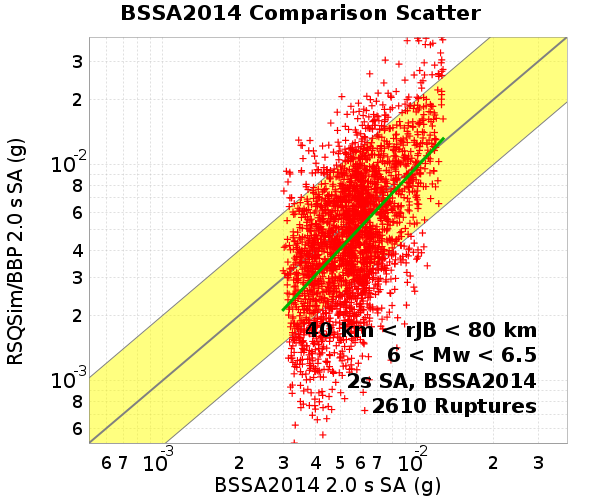 BSSA2014 Comparison Scatter
RSQSim/BBP 2.0 s SA (g)
3
2
10-2
8
6
4
3
2
10-3
8
6
40 km < rJB < 80 km
6 < Mw < 6.5
2s SA, BSSA2014
2610 Ruptures
6 7 10-3 2 3 4 5 6 7 10-2 2 3
BSSA2014 2.0 s SA (g)